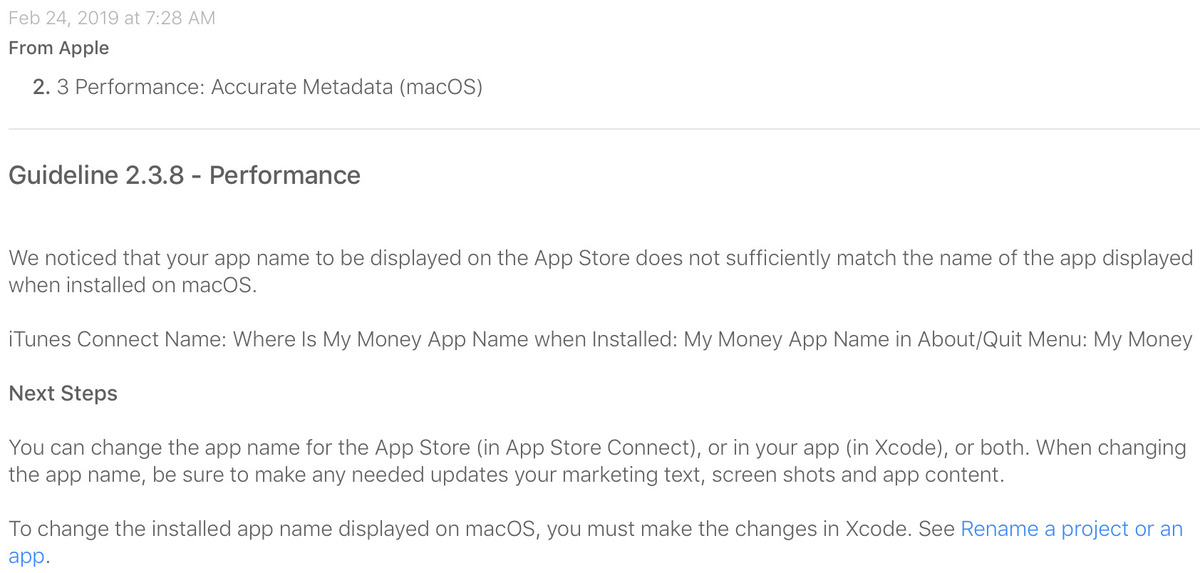 Feb 24, 2019 at 7:28 AM
From Apple
2. 3 Performance: Accurate Metadata (macOS)
Guideline 2.3.8 - Performance
We noticed that your app name to be displayed on the App Store does not sufficiently match the name of the app displayed
when installed on macOS.
iTunes Connect Name: Where Is My Money App Name when Installed: My Money App Name in About/Quit Menu: My Money
Next Steps
You can change the app name for the App Store (in App Store Connect), or in your app (in Xcode), or both. When changing
the app name, be sure to make any needed updates your marketing text, screen shots and app content.
To change the installed app name displayed on macOS, you must make the changes in Xcode. See Rename a project or an
app.